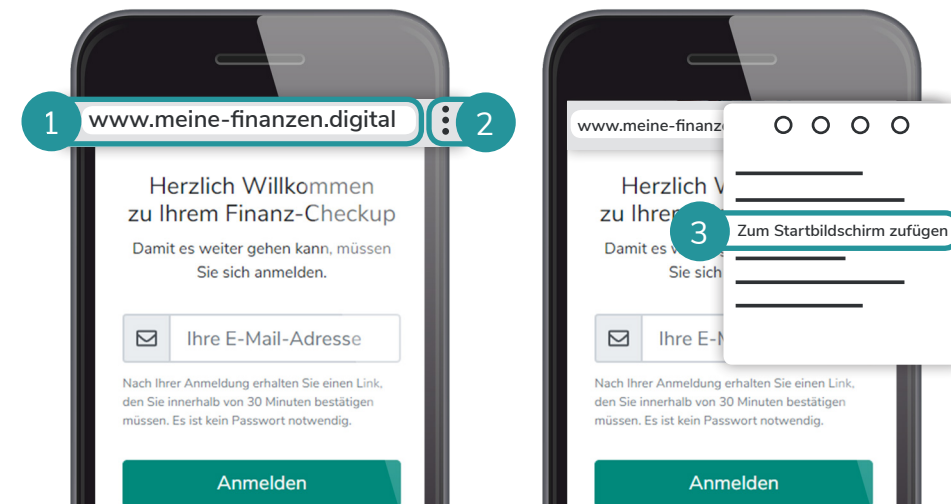 1 www.meine-finanzen.digital 2
Herzlich Willkommen
zu Ihrem Finanz-Checkup
Damit es weiter gehen kann, müssen
Sie sich anmelden.
Ihre E-Mail-Adresse
Nach Ihrer Anmeldung erhalten Sie einen Link,
den Sie innerhalb von 30 Minuten bestätigen
müssen. Es ist kein Passwort notwendig.
Anmelden
www.meine-finanz
Herzlich
zu Ihre
3 Zum Startbildschirm zufügen
Damit es
Sie sich
Ihre E-
Nach Ihrer Anmeldung erhalten Sie einen Link,
den Sie innerhalb von 30 Minuten bestätigen
müssen. Es ist kein Passwort notwendig.
Anmelden